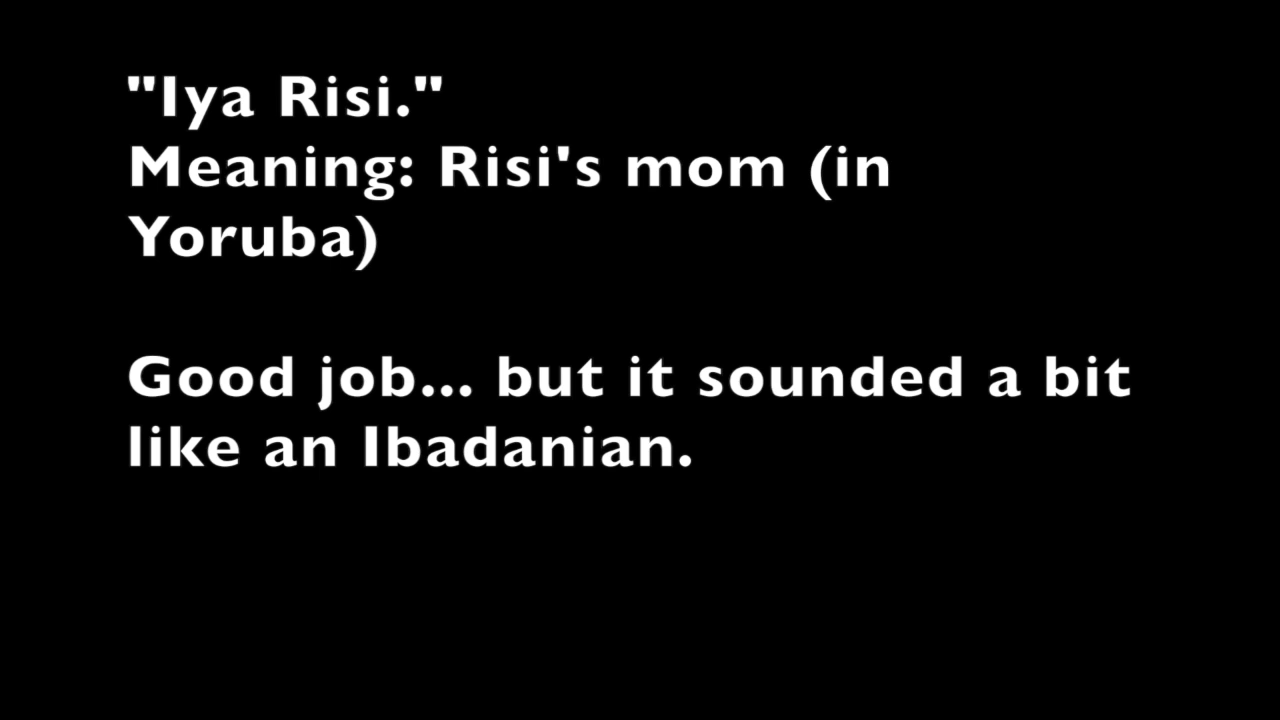 "Iya Risi."
Meaning: Risi's mom (in
Yoruba)
Good job... but it sounded a bit
like an Ibadanian.